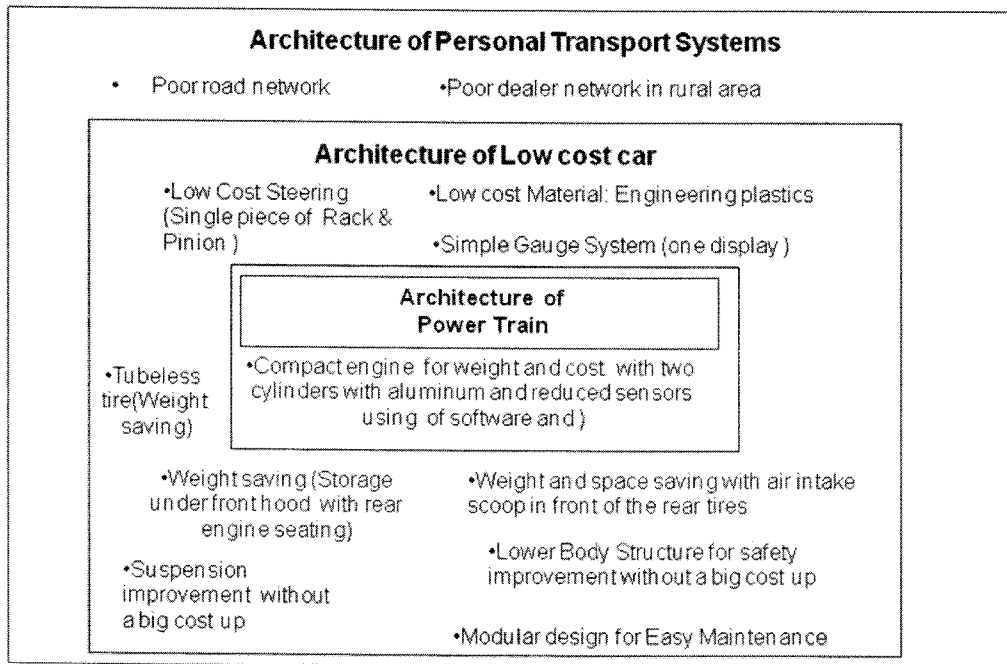 Architecture of Personal Transport Systems
• Poor road network •Poor dealer network in rural area
Architecture of Low cost car
•Low Cost Steering
(Single piece of Rack &
Pinion )
•Low cost Material: Engineering plastics
•Simple Gauge System (one display )
Architecture of
Power Train
•Compact engine for weight and cost with two
cylinders with aluminum and reduced sensors
using of software and )
•Tubeless
tire(Weight
saving)
•Weight saving (Storage
under front hood with rear
engine seating)
•Weight and space saving with air intake
scoop in front of the rear tires
•Suspension
improvement without
a big cost up
•Lower Body Structure for safety
improvement without a big cost up
•Modular design for Easy Maintenance